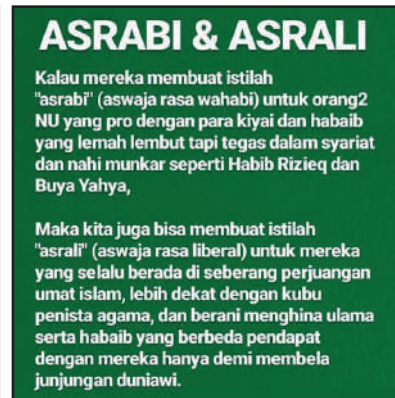 ASRABI & ASRALI
Kalau mereka membuat istilah
"asrabi" (aswaja rasa wahabi) untuk orang2
NU yang pro dengan para kiyai dan habaib
yang lemah lembut tapi tegas dalam syariat
dan nahi munkar seperti Habib Rizieq dan
Buya Yahya,
Maka kita juga bisa membuat istilah
"asrali" (aswaja rasa liberal) untuk mereka
yang selalu berada di seberang perjuangan
umat islam, lebih dekat dengan kubu
penista agama, dan berani menghina ulama
serta habaib yang berbeda pendapat
dengan mereka hanya demi membela
junjungan duniawi.